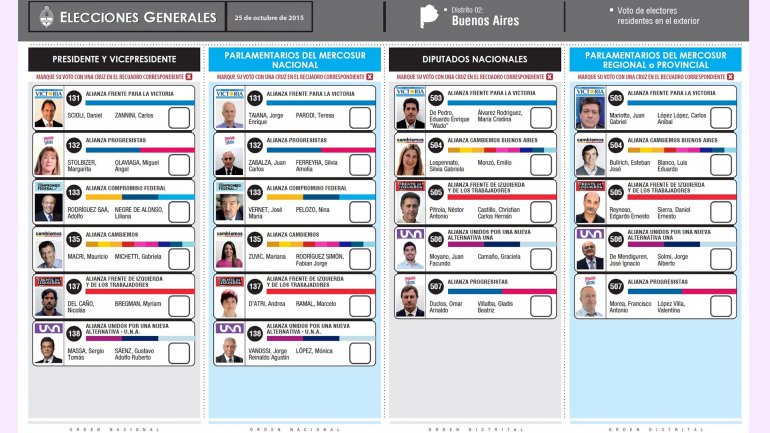 ELECCIONES GENERALES
25 de octubre de 2015
Distrito 02:
Buenos Aires
Voto de electores
residentes en el exterior
PRESIDENTE Y VICEPRESIDENTE
MARQUE SU VOTO CON UNA CRUZ EN EL RECUADRO CORRESPONDIENTE
VICTORIA
131
ALIANZA FRENTE PARA LA VICTORIA
SCIOLI, Daniel
ZANNINI, Carlos
132
ALIANZA PROGRESISTAS
STOLBIZER,
Margarita
OLAVIAGA, Miguel
Ángel
COMPROMISO
FEDERAL
133
ALIANZA COMPROMISO FEDERAL
RODRÍGUEZ SAÁ,
Adolfo
NEGRE DE ALONSO,
Liliana
cambiemos
135
ALIANZA CAMBIEMOS
MACRI, Mauricio
MICHETTI, Gabriela
137
ALIANZA FRENTE DE IZQUIERDA
Y DE LOS TRABAJADORES
DEL CAÑO,
Nicolás
BREGMAN, Myriam
UNA
138
ALIANZA UNIDOS POR UNA NUEVA
ALTERNATIVA - U.N.A.
MASSA, Sergio
Tomás
SÁENZ, Gustavo
Adolfo Ruberto
ORDEN NACIONAL
PARLAMENTARIOS DEL MERCOSUR
NACIONAL
MARQUE SU VOTO CON UNA CRUZ EN EL RECUADRO CORRESPONDIENTE
VICTORIA
131
ALIANZA FRENTE PARA LA VICTORIA
TAIANA, Jorge
Enrique
PARODI, Teresa
132
ALIANZA PROGRESISTAS
ZABALZA, Juan
Carlos
FERREYRA, Silvia
Amelia
COMPROMISO
FEDERAL
133
ALIANZA COMPROMISO FEDERAL
VERNET, José
María
PELOZO, Nina
cambiemos
135
ALIANZA CAMBIEMOS
ZUVIC, Mariana
RODRÍGUEZ SIMÓN,
Fabian Jorge
137
ALIANZA FRENTE DE IZQUIERDA
Y DE LOS TRABAJADORES
D'ATRI, Andrea
RAMAL, Marcelo
UNA
138
ALIANZA UNIDOS POR UNA NUEVA
ALTERNATIVA - U.N.A.
VANOSSI, Jorge
Reinaldo Agustín
LÓPEZ, Mónica
ORDEN NACIONAL
DIPUTADOS NACIONALES
MARQUE SU VOTO CON UNA CRUZ EN EL RECUADRO CORRESPONDIENTE
VICTORIA
503
ALIANZA FRENTE PARA LA VICTORIA
De Pedro,
Eduardo Enrique
"Wado"
Álvarez Rodríguez,
Maria Cristina
cambiemos
504
ALIANZA CAMBIEMOS BUENOS AIRES
Lospennato,
Silvia Gabriela
Monzó, Emilio
FRENTE DE
IZQUIERDA
505
ALIANZA FRENTE DE IZQUIERDA
Y DE LOS TRABAJADORES
Pitrola, Néstor
Antonio
Castillo, Christian
Carlos Hernán
UNA
506
ALIANZA UNIDOS POR UNA NUEVA
ALTERNATIVA UNA
Moyano, Juan
Facundo
Camaño, Graciela
507
ALIANZA PROGRESISTAS
Duclos, Omar
Arnaldo
Villalba, Gladis
Beatriz
ORDEN DISTRITAL
PARLAMENTARIOS DEL MERCOSUR
REGIONAL o PROVINCIAL
MARQUE SU VOTO CON UNA CRUZ EN EL RECUADRO CORRESPONDIENTE
VICTORIA
503
ALIANZA FRENTE PARA LA VICTORIA
Mariotto, Juan
Gabriel
López López, Carlos
Aníbal
cambiemos
504
ALIANZA CAMBIEMOS BUENOS AIRES
Bullrich, Esteban
José
Blanco, Luis
Eduardo
FRENTE DE
IZQUIERDA
505
ALIANZA FRENTE DE IZQUIERDA
Y DE LOS TRABAJADORES
Reynoso,
Edgardo Ernesto
Sierra, Daniel
Ernesto
UNA
506
ALIANZA UNIDOS POR UNA NUEVA
ALTERNATIVA UNA
De Mendiguren,
José Ignacio
Solmi, Jorge
Alberto
507
ALIANZA PROGRESISTAS
Morea, Francisco
Antonio
López Villa,
Valentina
ORDEN DISTRITAL